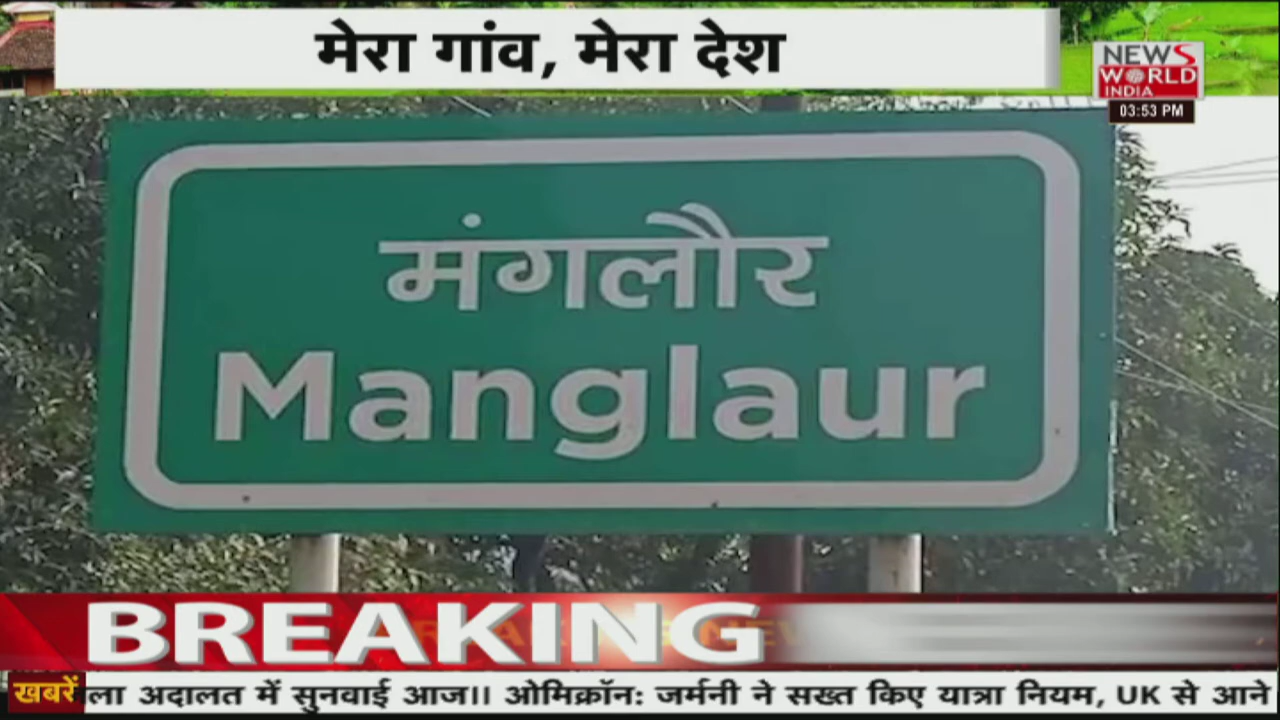 मेरा गांव, मेरा देश
NEWS
WORLD
INDIA
03:53 PM
मंगलौर
Manglaur
BREAKING
खबरें ला अदालत में सुनवाई आज।। ओमिक्रॉन: जर्मनी ने सख्त किए यात्रा नियम, UK से आने